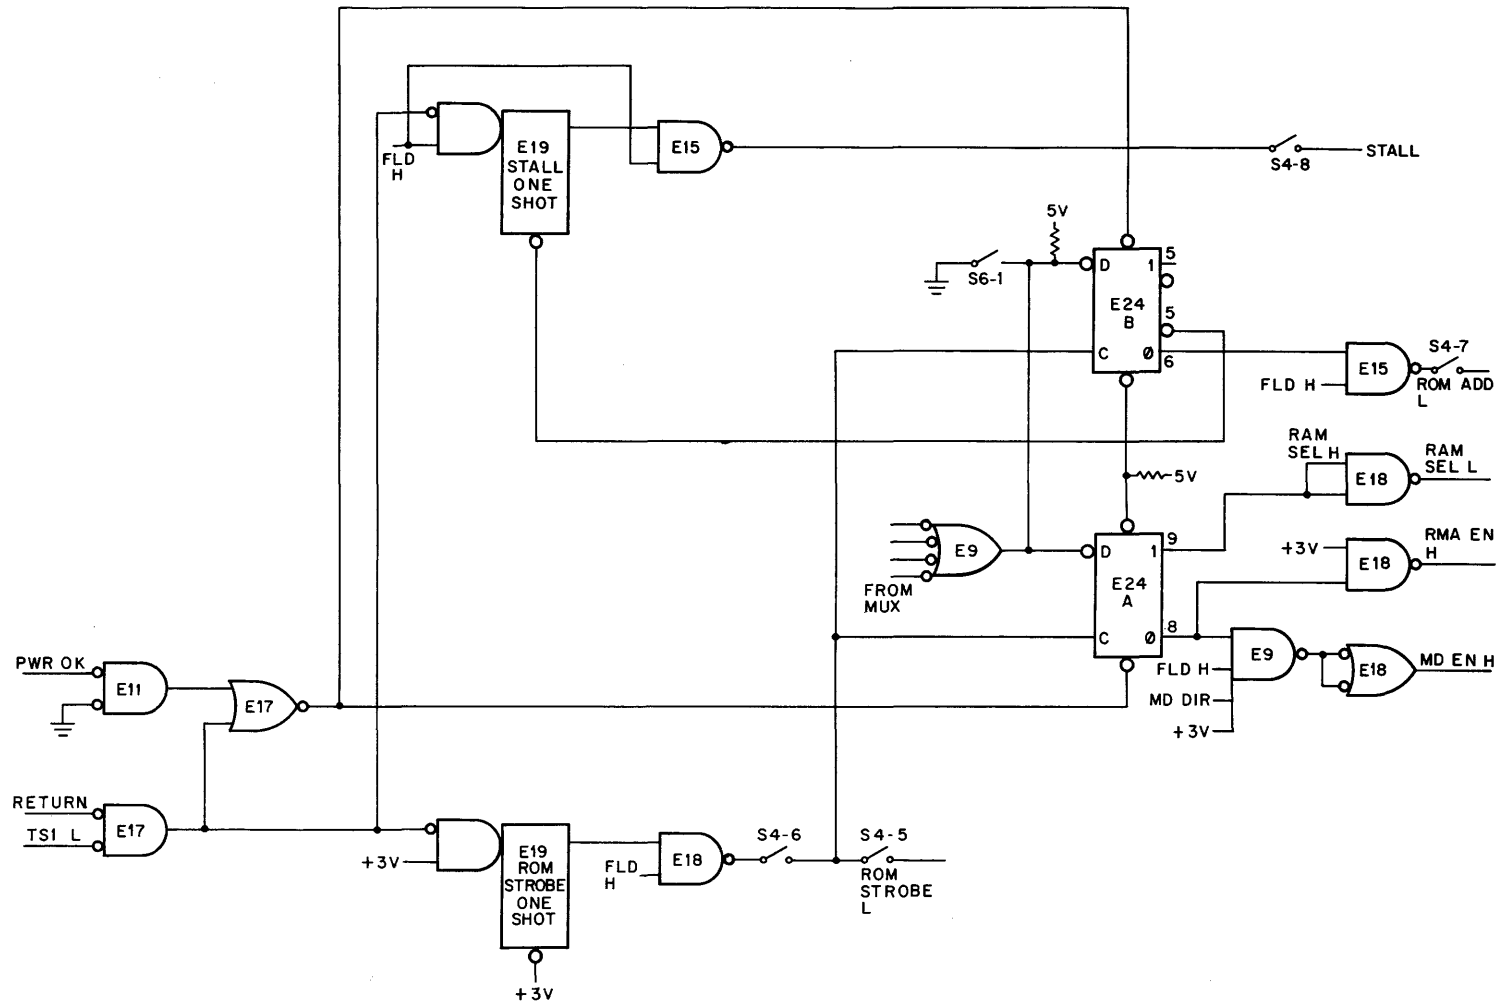 FLD
H
E19
STALL
ONE
SHOT
E15
S4-8
STALL
5V
S6-1
D
1
5
E24
B
5
C
Ø
6
FLD H
E15
S4-7
ROM ADD
L
RAM
SEL H
E18
RAM
SEL L
5V
E9
FROM
MUX
D
1
9
E24
A
C
Ø
8
+3V
E18
RMA EN
H
FLD H
MD DIR
+3V
E9
E18
MD EN H
PWR OK
E11
E17
RETURN
TS1 L
E17
+3V
E19
ROM
STROBE
ONE
SHOT
+3V
FLD
H
E18
S4-6
S4-5
ROM
STROBE
L